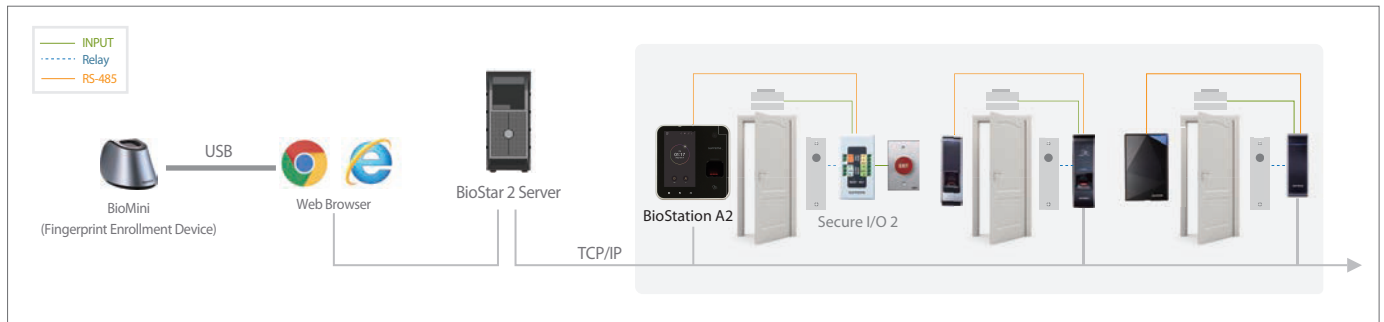 INPUT
Relay
RS-485
USB
BioMini
(Fingerprint Enrollment Device)
Web Browser
BioStar 2 Server
TCP/IP
BioStation A2
Secure I/O 2
EXIT